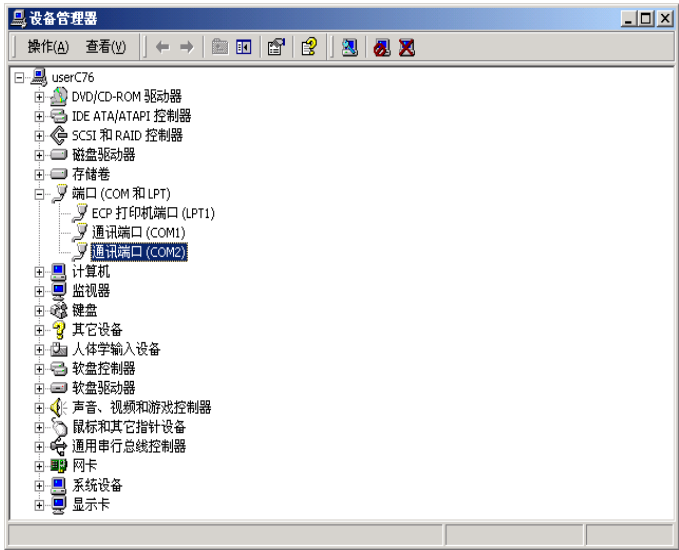 设备管理器
操作(A) 查看(V)
userC76
DVD/CD-ROM 驱动器
IDE ATA/ATAPI 控制器
SCSI 和 RAID 控制器
磁盘驱动器
存储卷
端口 (COM 和 LPT)
ECP 打印机端口 (LPT1)
通讯端口 (COM1)
通讯端口 (COM2)
计算机
监视器
键盘
其它设备
人体学输入设备
软盘控制器
软盘驱动器
声音、视频和游戏控制器
鼠标和其它指针设备
通用串行总线控制器
网卡
系统设备
显示卡